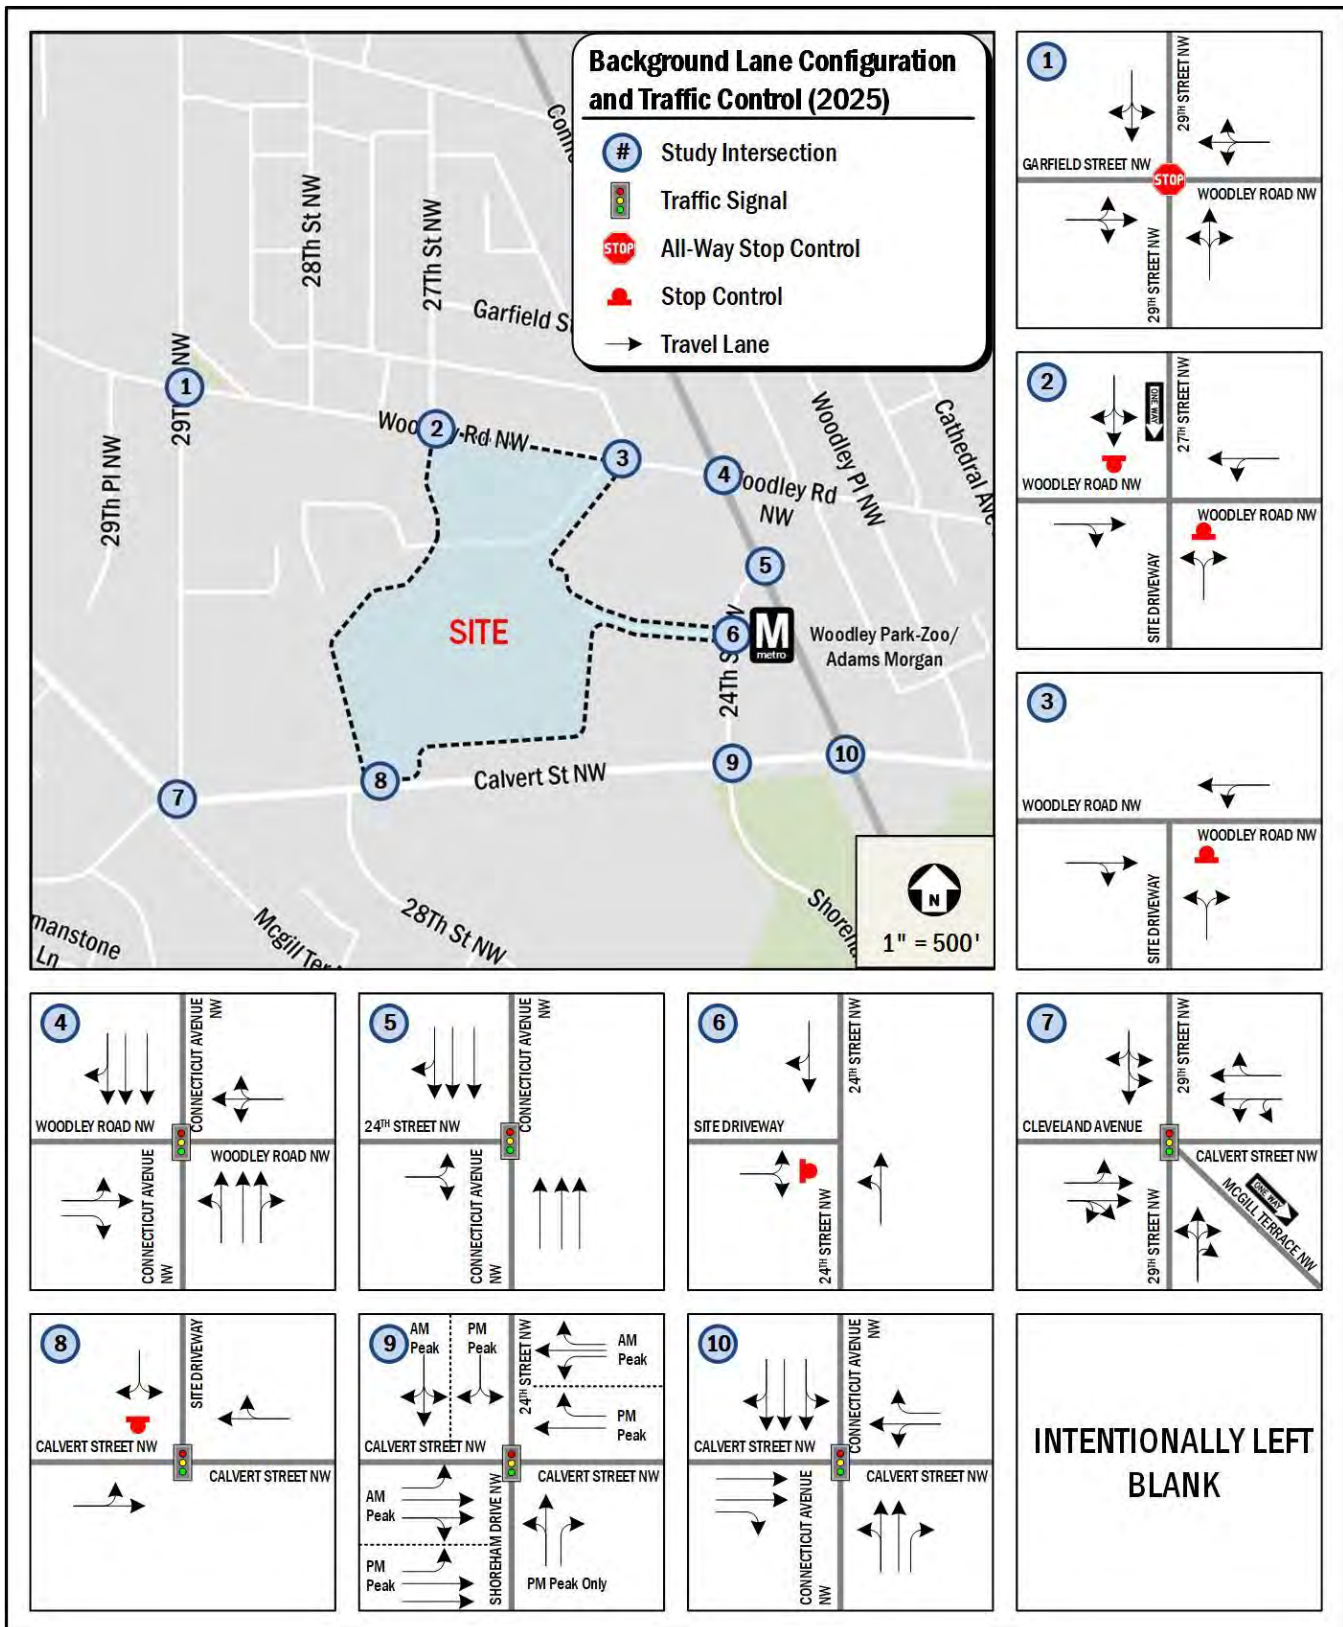 Background Lane Configuration
and Traffic Control (2025)
# Study Intersection
Traffic Signal
STOP All-Way Stop Control
Stop Control
Travel Lane
28Th St NW
27Th St NW
Garfield
29Th Pl NW
NW
1
2
Rd NW
3
4
oodley Rd
NW
Woodley Pl NW
Cathedral
5
6
M
metro
Woodley Park-Zoo/
Adams Morgan
SITE
7
8
Calvert St NW
9
10
28Th St NW
Mcgill
manstone
Ln
N
1" = 500'
1
29TH STREET NW
GARFIELD STREET NW
STOP
WOODLEY ROAD NW
29TH STREET NW
2
ONE WAY
27TH STREET NW
WOODLEY ROAD NW
WOODLEY ROAD NW
SITE DRIVEWAY
3
WOODLEY ROAD NW
WOODLEY ROAD NW
SITE DRIVEWAY
4
CONNECTICUT AVENUE
NW
WOODLEY ROAD NW
WOODLEY ROAD NW
CONNECTICUT AVENUE
NW
5
CONNECTICUT AVENUE
NW
24TH STREET NW
CONNECTICUT AVENUE
NW
6
24TH STREET NW
SITE DRIVEWAY
24TH STREET NW
7
29TH STREET NW
CLEVELAND AVENUE
CALVERT STREET NW
ONE WAY
MCGILL TERRACE NW
29TH STREET NW
8
SITE DRIVEWAY
CALVERT STREET NW
CALVERT STREET NW
9
AM
Peak
PM
Peak
24TH STREET NW
AM
Peak
PM
Peak
CALVERT STREET NW
CALVERT STREET NW
AM
Peak
PM
Peak
SHOREHAM DRIVE NW
PM Peak Only
10
CONNECTICUT AVENUE
NW
CALVERT STREET NW
CALVERT STREET NW
CONNECTICUT AVENUE
NW
INTENTIONALLY LEFT
BLANK